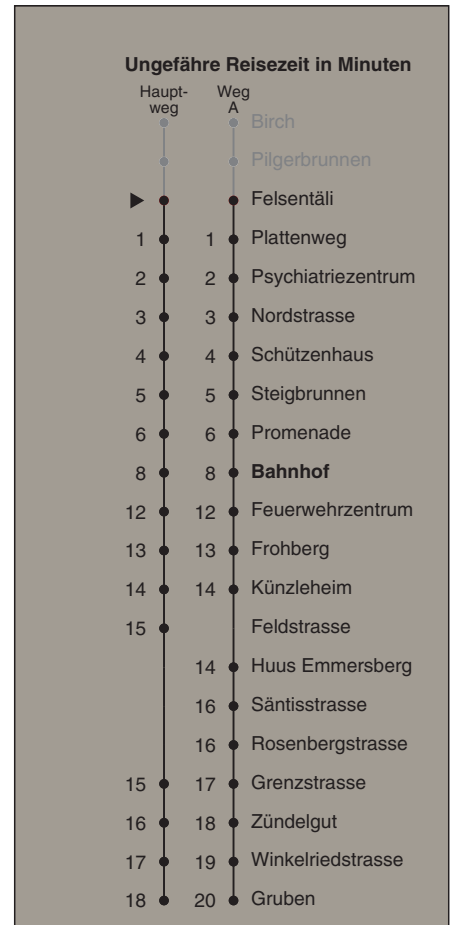 Ungefähre Reisezeit in Minuten
Haupt- Weg
weg A
Birch
Pilgerbrunnen
Felsentäli
1 1 Plattenweg
2 2 Psychiatriezentrum
3 3 Nordstrasse
4 4 Schützenhaus
5 5 Steigbrunnen
6 6 Promenade
8 8 Bahnhof
12 12 Feuerwehrzentrum
13 13 Frohberg
14 14 Künzleheim
15 Feldstrasse
14 Huus Emmersberg
16 Säntisstrasse
16 Rosenbergstrasse
15 17 Grenzstrasse
16 18 Zündelgut
17 19 Winkelriedstrasse
18 20 Gruben